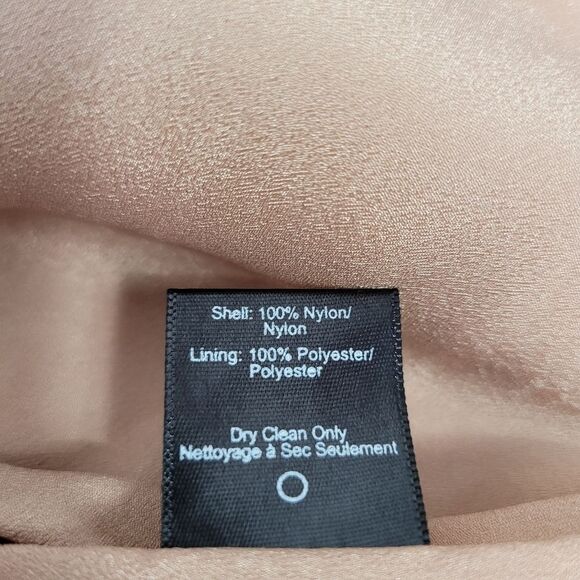 Shell: 100% Nylon/
Nylon
Lining: 100% Polyester/
Polyester
Dry Clean Only
Nettoyage à Sec Seulement